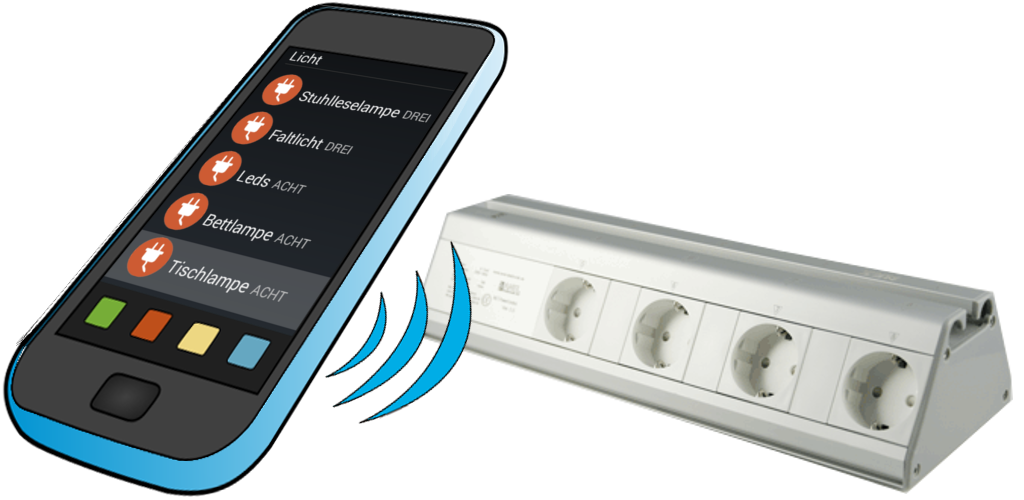 Licht
Stuhlleselampe DREI
Faltlicht DREI
Leds ACHT
Bettlampe ACHT
Tischlampe ACHT